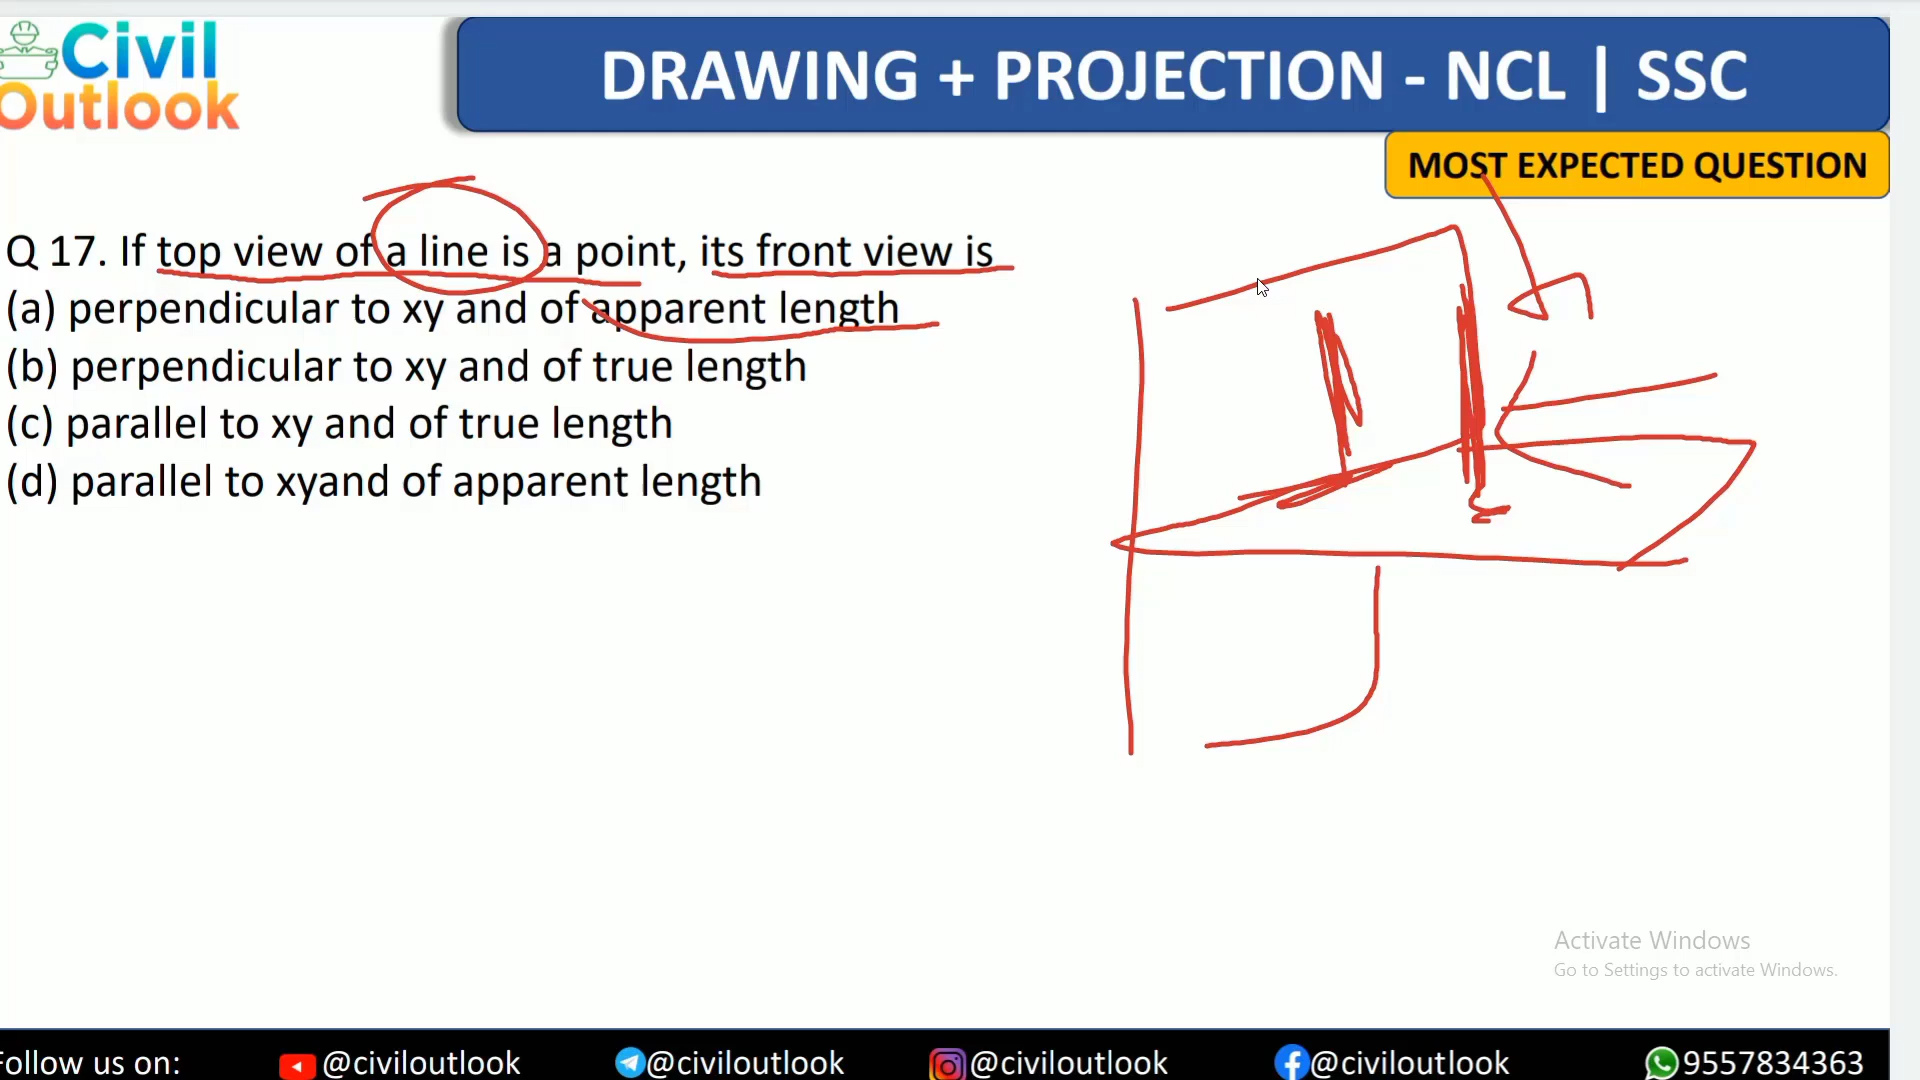 Civil
Outlook
DRAWING + PROJECTION - NCL | SSC
MOST EXPECTED QUESTION
Q 17. If top view of a line is a point, its front view is
(a) perpendicular to xy and of apparent length
(b) perpendicular to xy and of true length
(c) parallel to xy and of true length
(d) parallel to xyand of apparent length
Activate Windows
Go to Settings to activate Windows.
Follow us on: @civiloutlook @civiloutlook @civiloutlook @civiloutlook 9557834363